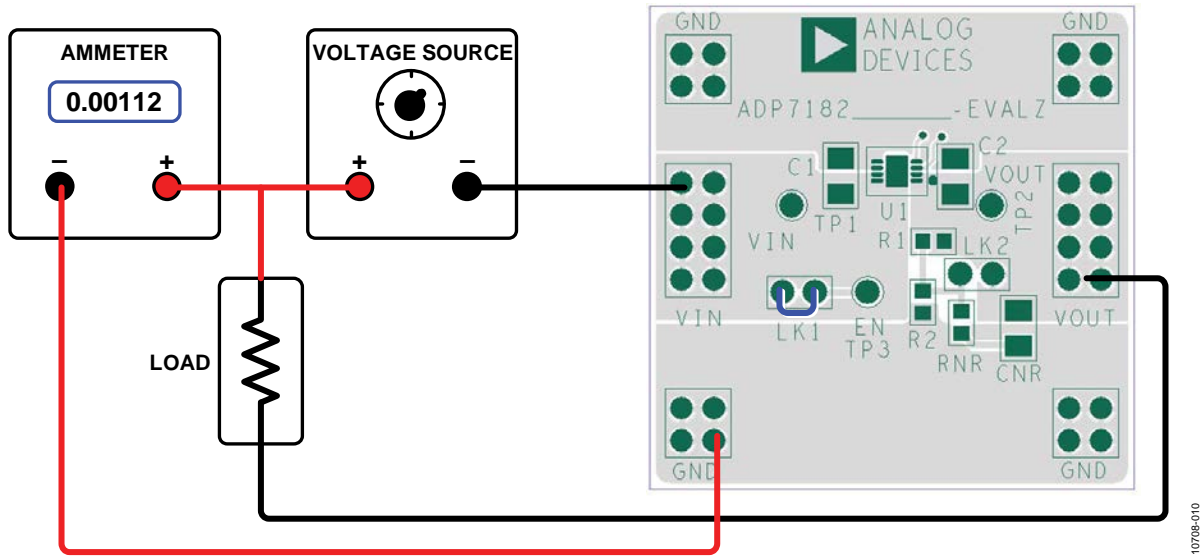 AMMETER
0.00112
– +
VOLTAGE SOURCE
+ –
LOAD
GND
ANALOG
DEVICES
GND
ADP7182________-EVALZ
C1
C2
VOUT
TP2
U1
TP1
VIN
R1
LK2
VIN
LK1
EN
TP3
R2
RNR
CNR
VOUT
GND
GND
10708-010